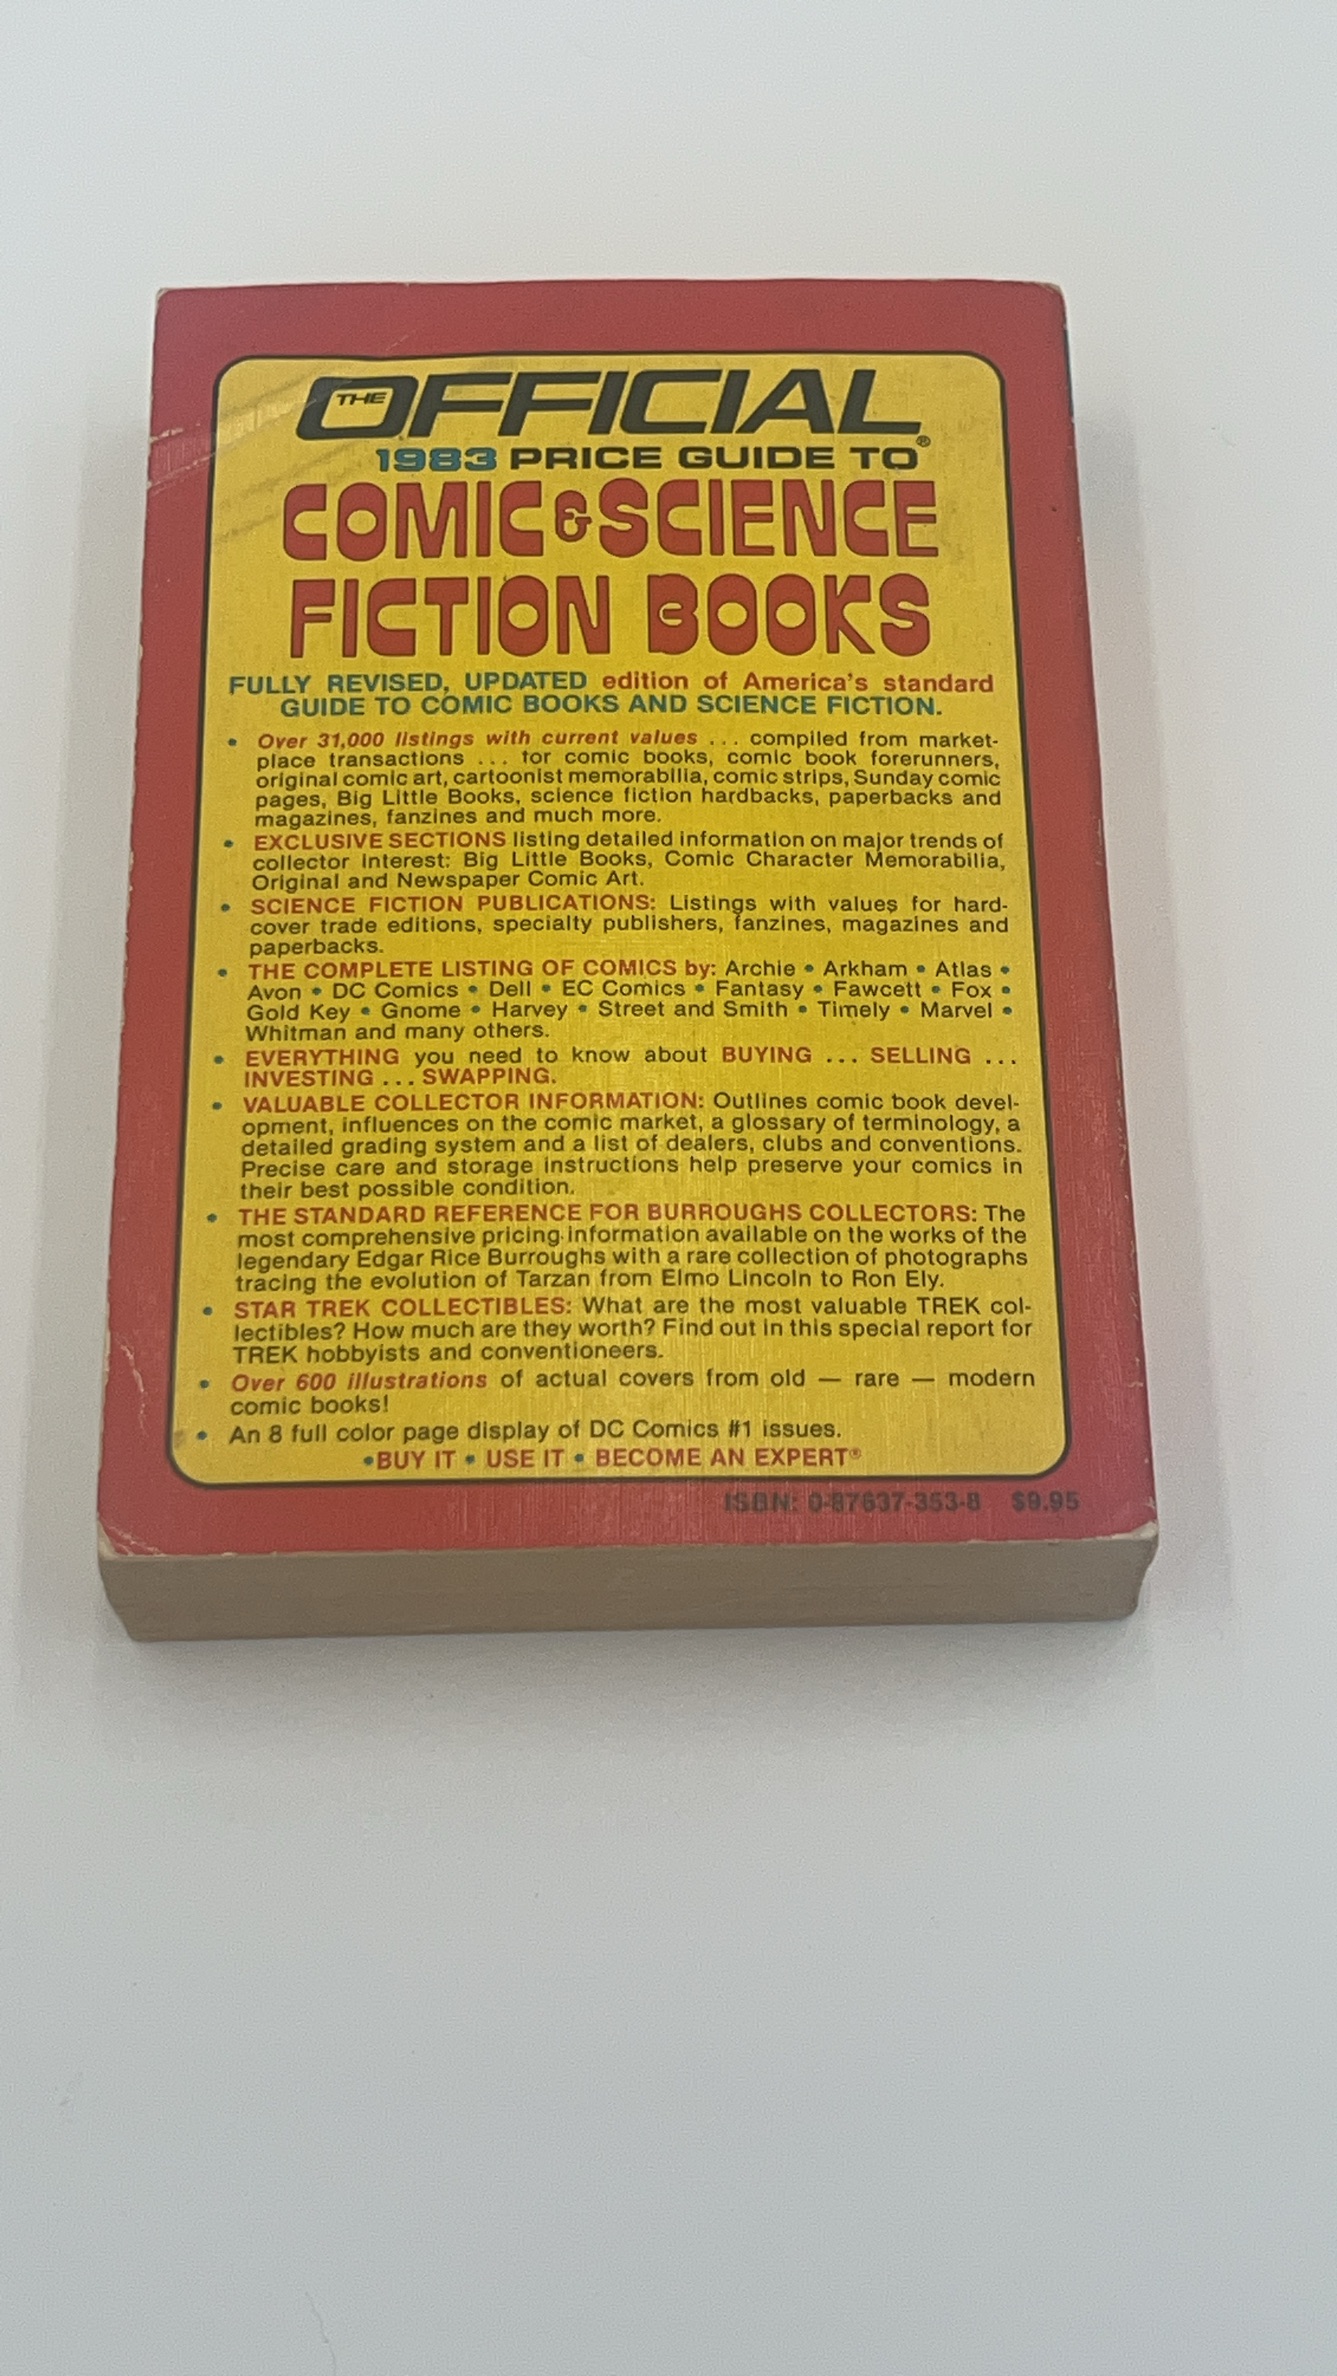 THE OFFICIAL®
1983 PRICE GUIDE TO
COMIC & SCIENCE
FICTION BOOKS
FULLY REVISED, UPDATED edition of America's standard
GUIDE TO COMIC BOOKS AND SCIENCE FICTION.
• Over 31,000 listings with current values ... compiled from market-
place transactions ... for comic books, comic book forerunners,
original comic art, cartoonist memorabilia, comic strips, Sunday comic
pages, Big Little Books, science fiction hardbacks, paperbacks and
magazines, fanzines and much more.
• EXCLUSIVE SECTIONS listing detailed information on major trends of
collector interest: Big Little Books, Comic Character Memorabilia,
Original and Newspaper Comic Art.
• SCIENCE FICTION PUBLICATIONS: Listings with values for hard-
cover trade editions, specialty publishers, fanzines, magazines and
paperbacks.
• THE COMPLETE LISTING OF COMICS by: Archie • Arkham • Atlas •
Avon • DC Comics • Dell • EC Comics • Fantasy • Fawcett • Fox •
Gold Key • Gnome • Harvey • Street and Smith • Timely • Marvel •
Whitman and many others.
• EVERYTHING you need to know about BUYING ... SELLING ...
INVESTING ... SWAPPING.
• VALUABLE COLLECTOR INFORMATION: Outlines comic book devel-
opment, influences on the comic market, a glossary of terminology, a
detailed grading system and a list of dealers, clubs and conventions.
Precise care and storage instructions help preserve your comics in
their best possible condition.
• THE STANDARD REFERENCE FOR BURROUGHS COLLECTORS: The
most comprehensive pricing information available on the works of the
legendary Edgar Rice Burroughs with a rare collection of photographs
tracing the evolution of Tarzan from Elmo Lincoln to Ron Ely.
• STAR TREK COLLECTIBLES: What are the most valuable TREK col-
lectibles? How much are they worth? Find out in this special report for
TREK hobbyists and conventioneers.
• Over 600 illustrations of actual covers from old — rare — modern
comic books!
• An 8 full color page display of DC Comics #1 issues.
•BUY IT • USE IT • BECOME AN EXPERT®
ISBN: 0-87637-353-8 $9.95